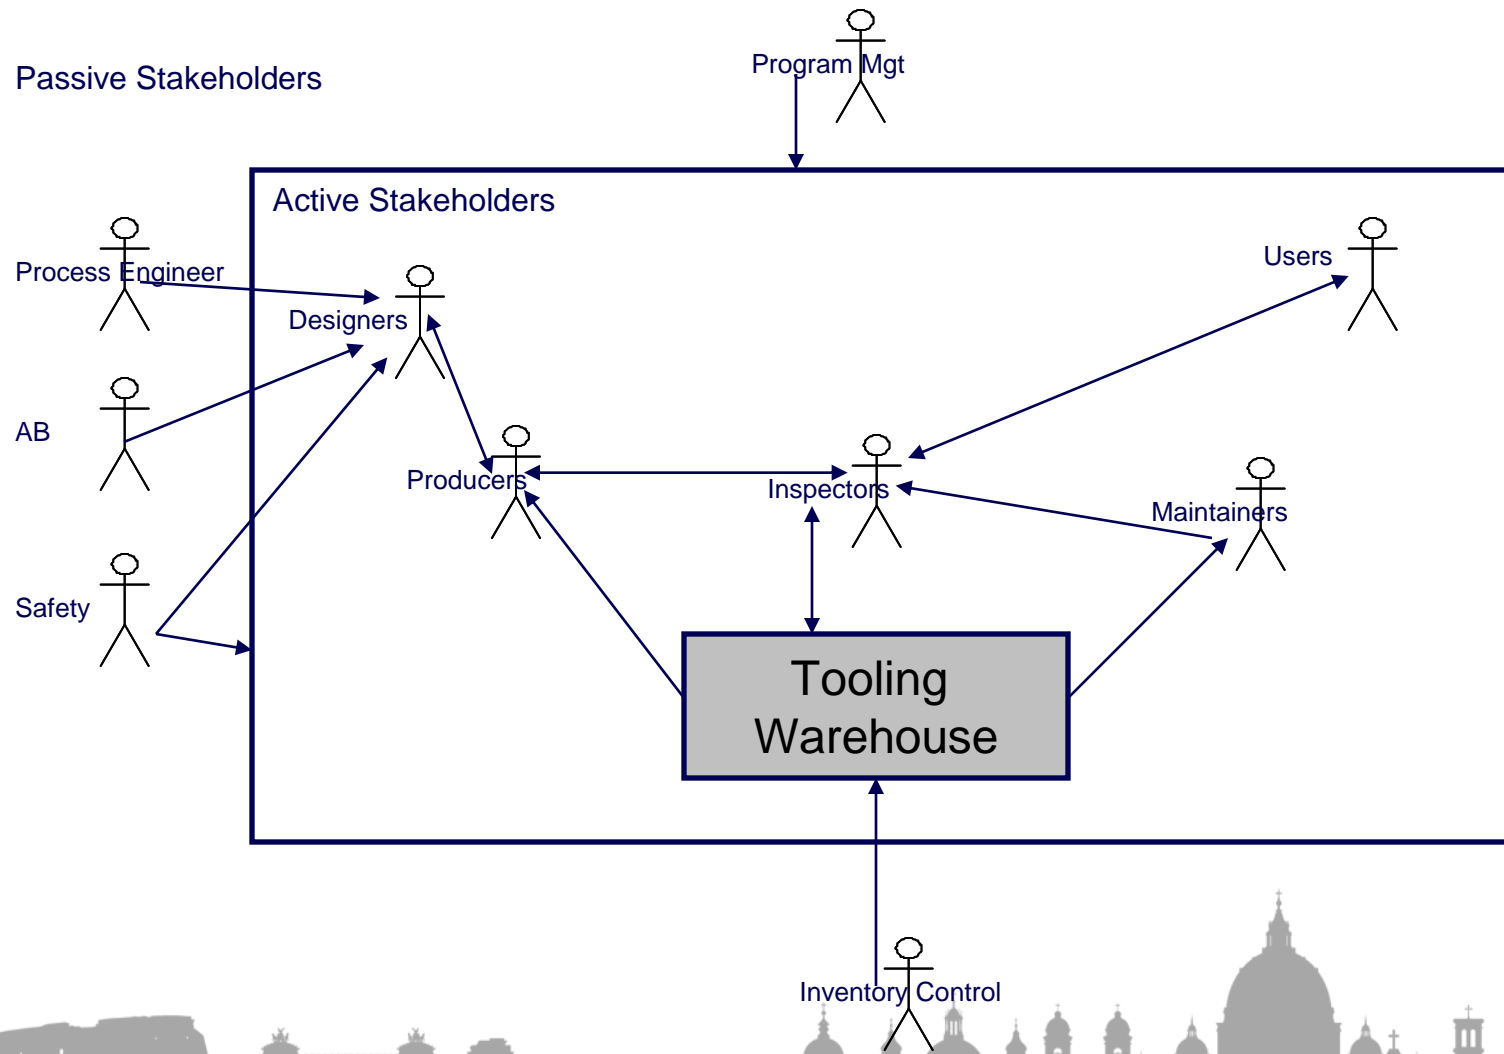 Program Mgt
Passive Stakeholders
Active Stakeholders
Users
Process Engineer
Designers
AB
Producers
Inspectors
Maintainers
Safety
Tooling
Warehouse
Inventory Control